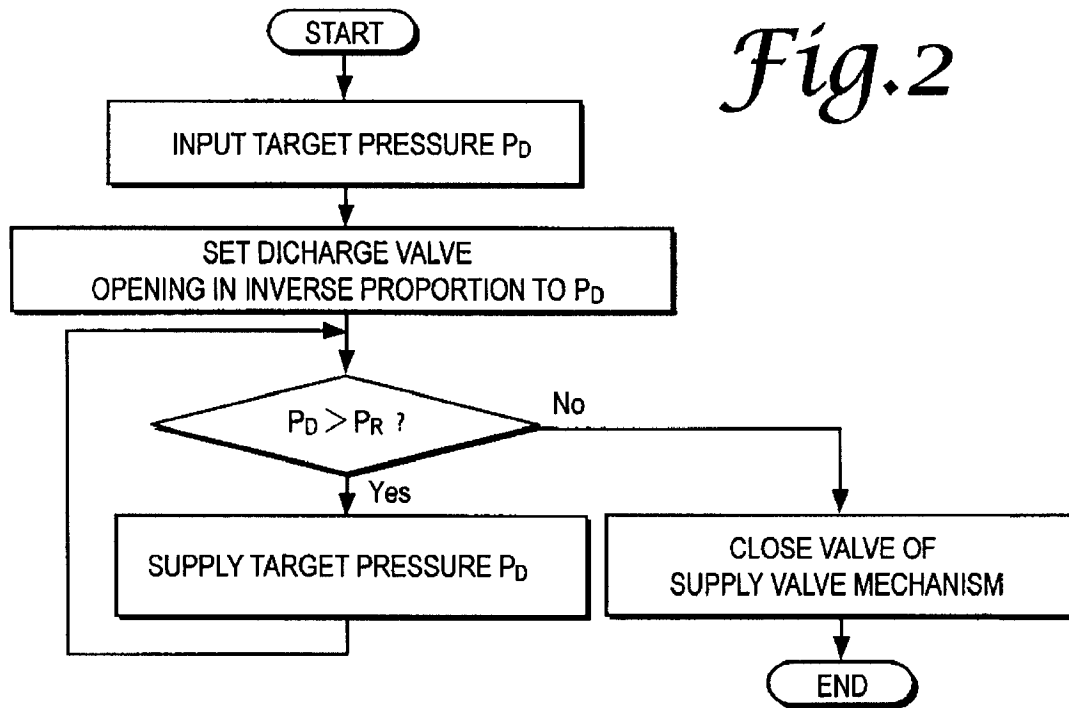 START
Fig.2
INPUT TARGET PRESSURE PD
SET DICHARGE VALVE
OPENING IN INVERSE PROPORTION TO PD
PD > PR ?
No
Yes
SUPPLY TARGET PRESSURE PD
CLOSE VALVE OF
SUPPLY VALVE MECHANISM
END